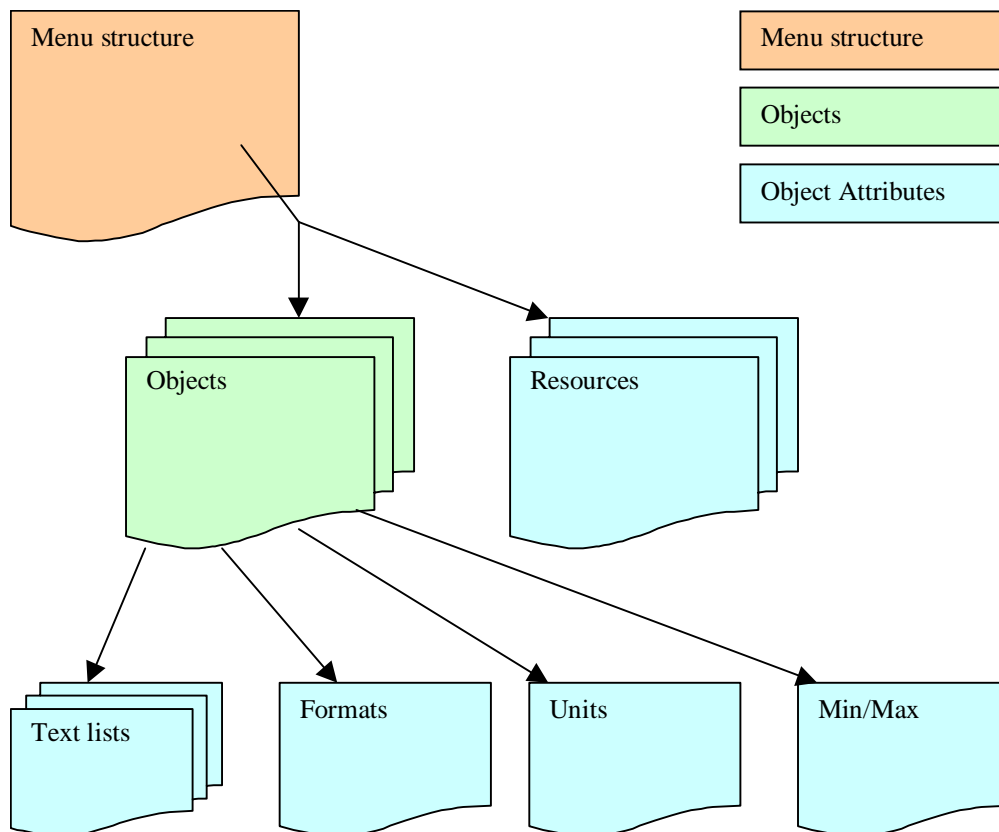 Menu structure
Menu structure
Objects
Object Attributes
Objects
Resources
Text lists
Formats
Units
Min/Max